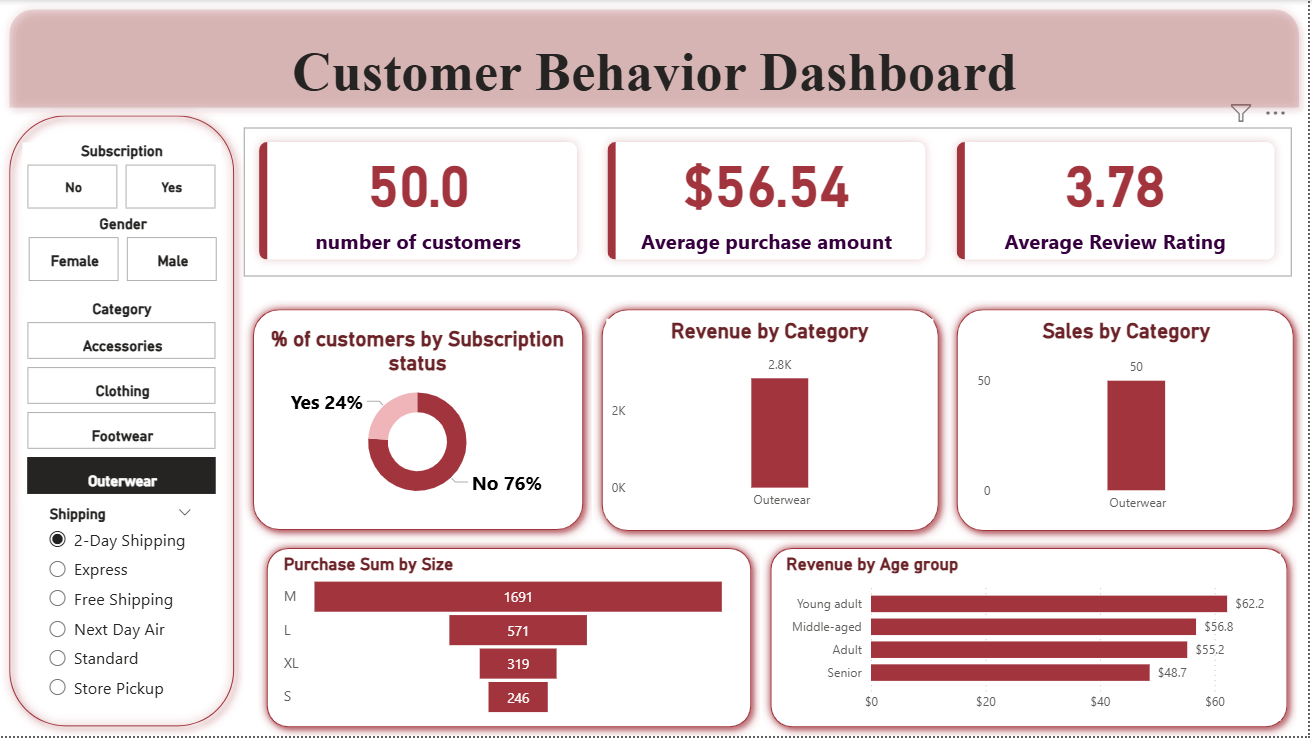 Customer Behavior Dashboard
Subscription
No
Yes
Gender
Female
Male
Category
Accessories
Clothing
Footwear
Outerwear
Shipping
2-Day Shipping
Express
Free Shipping
Next Day Air
Standard
Store Pickup
50.0
number of customers
$56.54
Average purchase amount
3.78
Average Review Rating
% of customers by Subscription
status
Yes 24%
No 76%
Revenue by Category
2.8K
2K
0K
Outerwear
Sales by Category
50
50
0
Outerwear
Purchase Sum by Size
M
1691
L
571
XL
319
S
246
Revenue by Age group
Young adult
$62.2
Middle-aged
$56.8
Adult
$55.2
Senior
$48.7
$0
$20
$40
$60